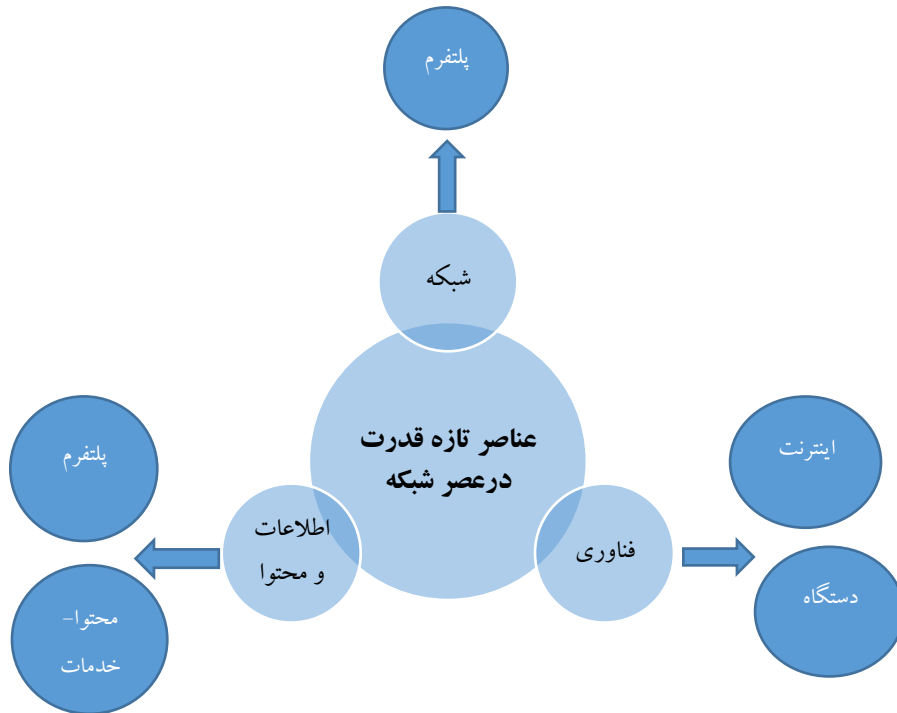 پلتفرم
شبکه
عناصر تازه قدرت
درعصر شبکه
اینترنت
فناوری
دستگاه
پلتفرم
اطلاعات
و محتوا
محتوا-
خدمات